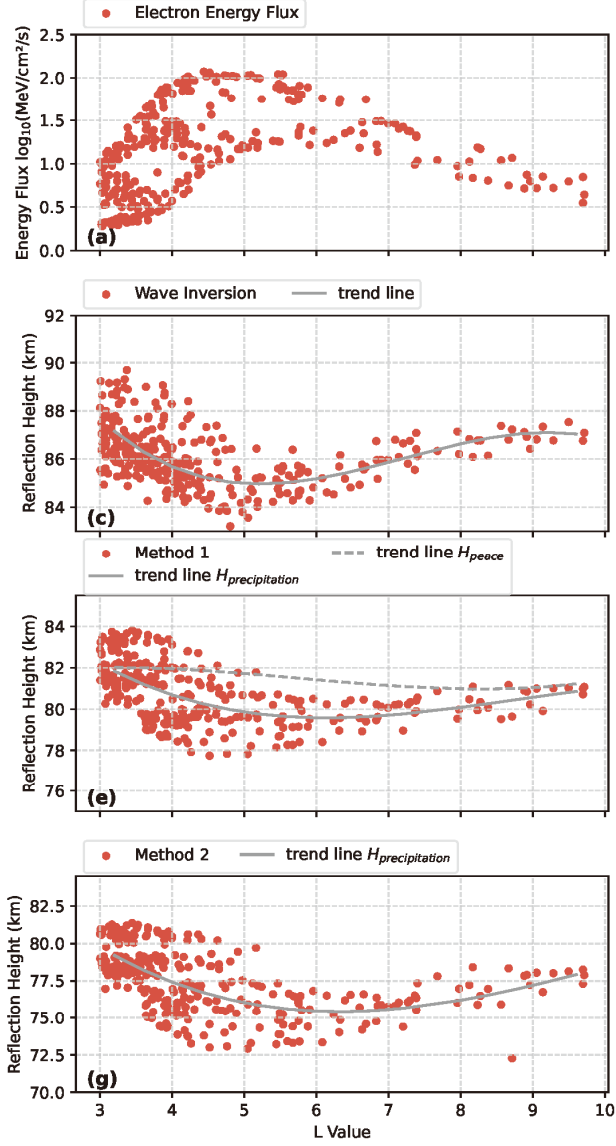 Electron Energy Flux
Energy Flux log₁₀(MeV/cm²/s)
2.5
2.0
1.5
1.0
0.5
0.0
(a)
Wave Inversion trend line
Reflection Height (km)
92
90
88
86
84
(c)
Method 1 trend line H_peace
trend line H_precipitation
Reflection Height (km)
84
82
80
78
76
(e)
Method 2 trend line H_precipitation
Reflection Height (km)
82.5
80.0
77.5
75.0
72.5
70.0
(g)
3 4 5 6 7 8 9 10
L Value